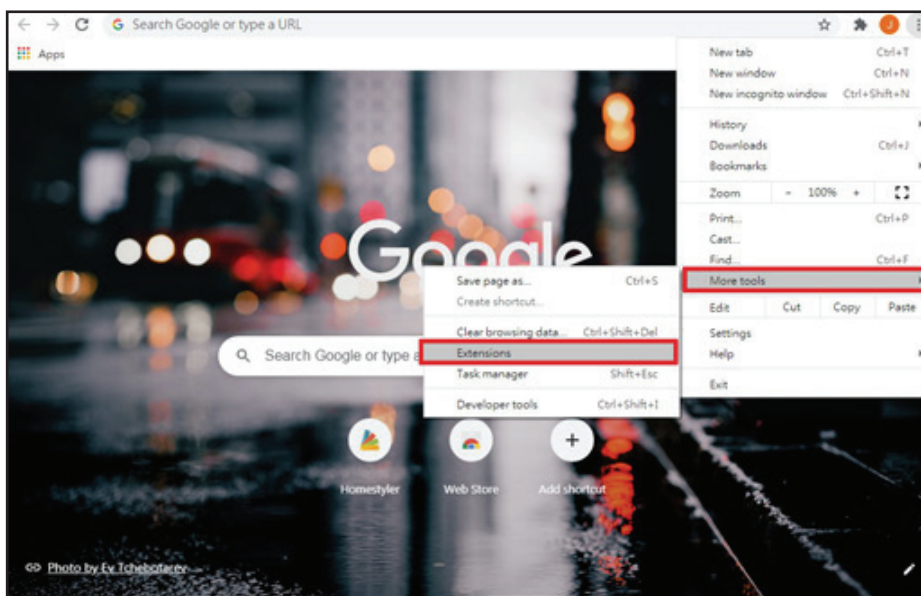 Search Google or type a URL
J
Apps
New tab Ctrl+T
New window Ctrl+N
New incognito window Ctrl+Shift+N
History
Downloads Ctrl+J
Bookmarks
Zoom - 100% +
Print... Ctrl+P
Cast...
Find... Ctrl+F
More tools
Edit Cut Copy Paste
Settings
Help
Exit
Google
Save page as... Ctrl+S
Create shortcut...
Clear browsing data... Ctrl+Shift+Del
Extensions
Task manager Shift+Esc
Developer tools Ctrl+Shift+I
Search Google or type a
Homestyler Web Store Add shortcut
Photo by Ev Tchebotarev